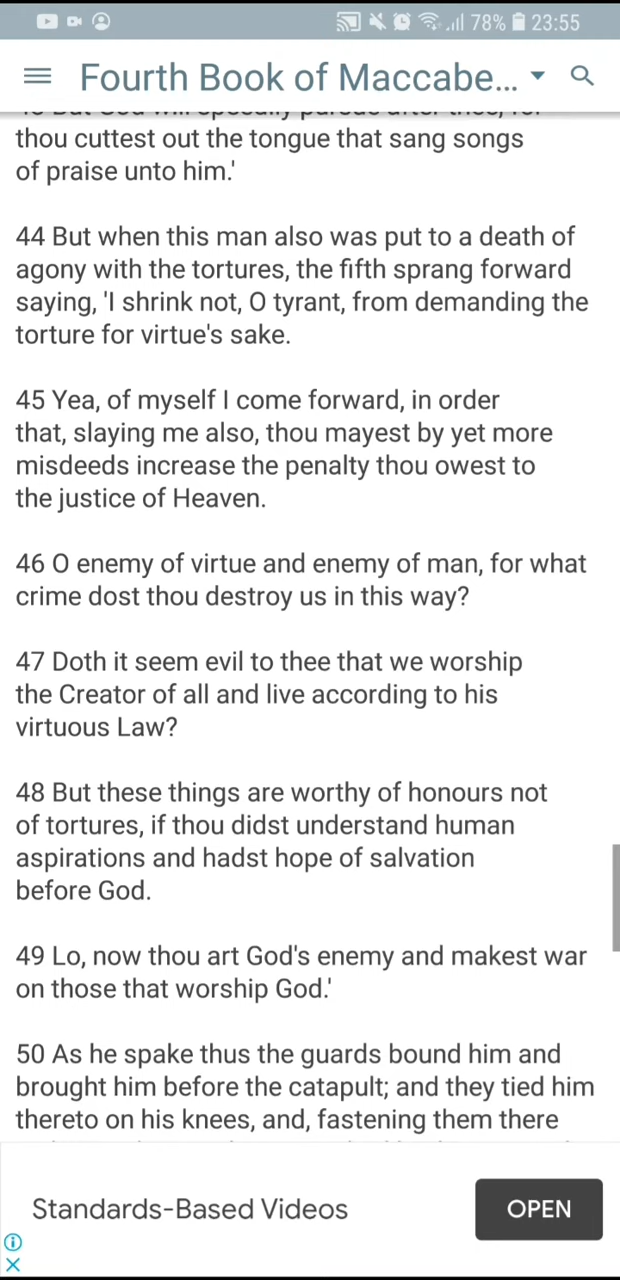 78% 23:55
Fourth Book of Maccabe...
thou cuttest out the tongue that sang songs
of praise unto him.'
44 But when this man also was put to a death of
agony with the tortures, the fifth sprang forward
saying, 'I shrink not, O tyrant, from demanding the
torture for virtue's sake.
45 Yea, of myself I come forward, in order
that, slaying me also, thou mayest by yet more
misdeeds increase the penalty thou owest to
the justice of Heaven.
46 O enemy of virtue and enemy of man, for what
crime dost thou destroy us in this way?
47 Doth it seem evil to thee that we worship
the Creator of all and live according to his
virtuous Law?
48 But these things are worthy of honours not
of tortures, if thou didst understand human
aspirations and hadst hope of salvation
before God.
49 Lo, now thou art God's enemy and makest war
on those that worship God.'
50 As he spake thus the guards bound him and
brought him before the catapult; and they tied him
thereto on his knees, and, fastening them there
Standards-Based Videos
OPEN